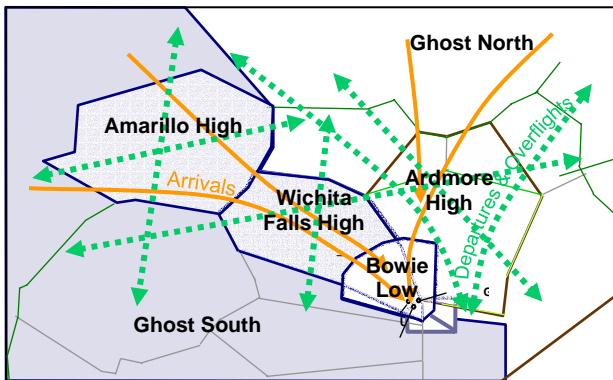 Ghost North
Amarillo High
Arrivals
Wichita
Falls High
Ardmore
High
Departures & Overflights
Bowie
Low
Ghost South